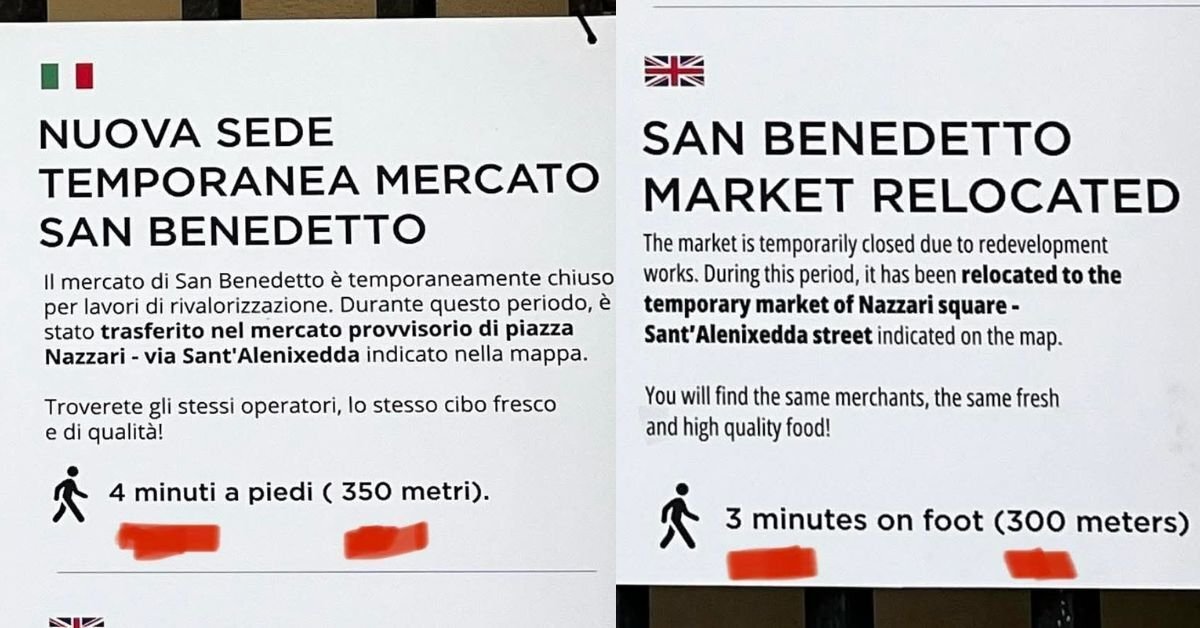 NUOVA SEDE
TEMPORANEA MERCATO
SAN BENEDETTO
Il mercato di San Benedetto è temporaneamente chiuso
per lavori di rivalorizzazione. Durante questo periodo, è
stato trasferito nel mercato provvisorio di piazza
Nazzari - via Sant'Alenixedda indicato nella mappa.
Troverete gli stessi operatori, lo stesso cibo fresco
e di qualità!
4 minuti a piedi ( 350 metri).
SAN BENEDETTO
MARKET RELOCATED
The market is temporarily closed due to redevelopment
works. During this period, it has been relocated to the
temporary market of Nazzari square -
Sant'Alenixedda street indicated on the map.
You will find the same merchants, the same fresh
and high quality food!
3 minutes on foot (300 meters)